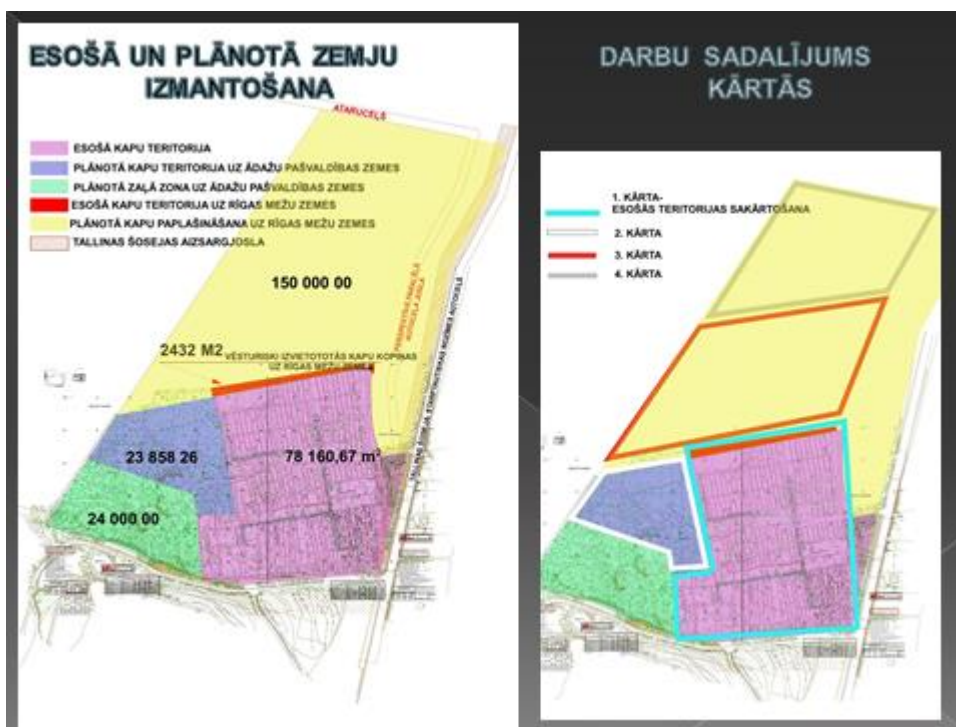 ESOŠĀ UN PLĀNOTĀ ZEMJU
IZMANTOŠANA
ATARUCEĻŠ
ESOŠĀ KAPU TERITORIJA
PLĀNOTĀ KAPU TERITORIJA UZ ĀDAŽU PAŠVALDĪBAS ZEMES
PLĀNOTĀ ZAĻĀ ZONA UZ ĀDAŽU PAŠVALDĪBAS ZEMES
ESOŠĀ KAPU TERITORIJA UZ RĪGAS MEŽU ZEMES
PLĀNOTĀ KAPU PAPLAŠINĀŠANA UZ RĪGAS MEŽU ZEMES
TALLINAS ŠOSEJAS AIZSARGJOSLA
150 000 00
2432 M2
VĒSTURISKI IZVIETOTOTĀS KAPU KOPIŅAS
UZ RĪGAS MEŽU ZEMES
23 858 26
78 160,67 m²
24 000 00
DARBU SADALĪJUMS
KĀRTĀS
1. KĀRTA-
ESOŠĀS TERITORIJAS SAKĀRTOŠANA
2. KĀRTA
3. KĀRTA
4. KĀRTA